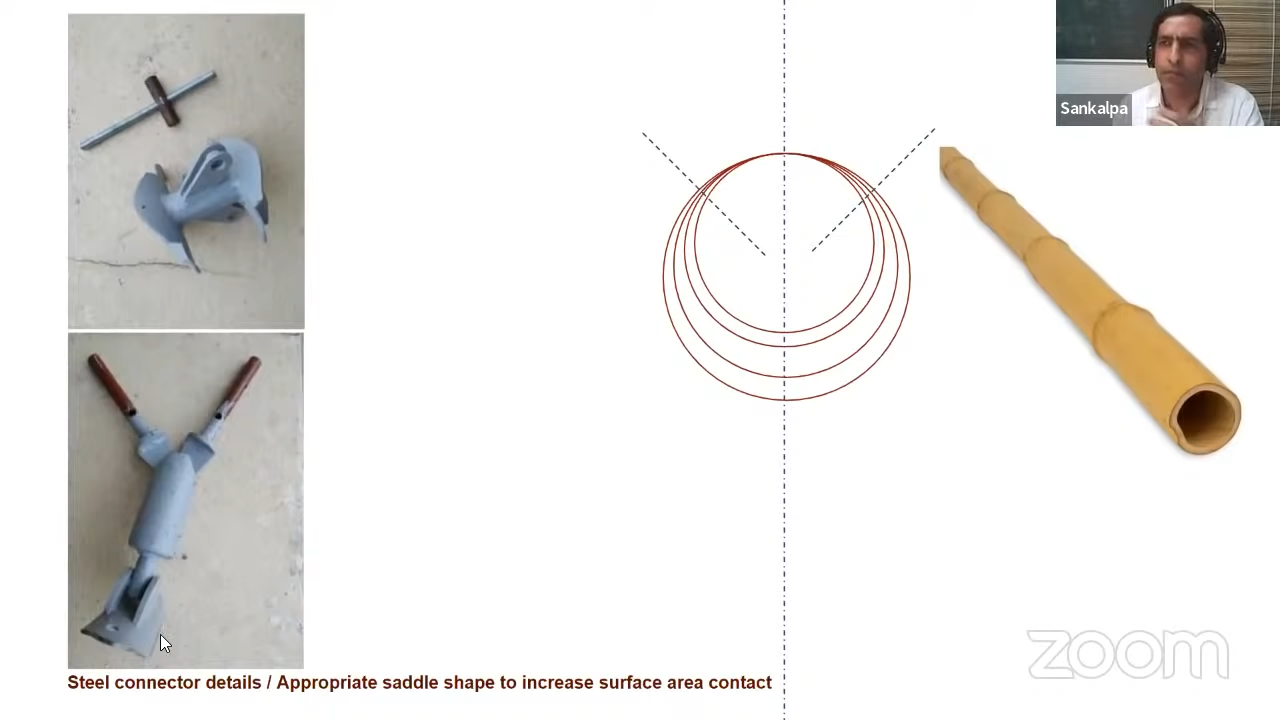 Sankalpa
zoom
Steel connector details / Appropriate saddle shape to increase surface area contact